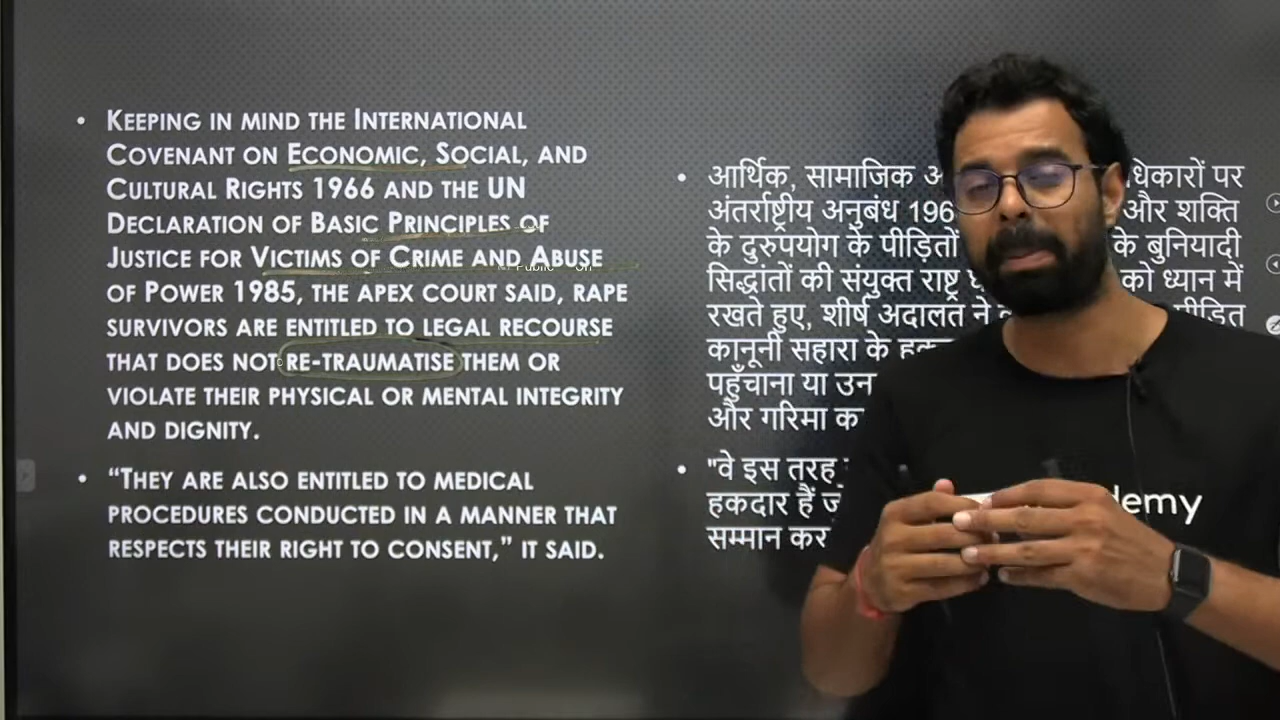 • KEEPING IN MIND THE INTERNATIONAL
COVENANT ON ECONOMIC, SOCIAL, AND
CULTURAL RIGHTS 1966 AND THE UN
DECLARATION OF BASIC PRINCIPLES OF
JUSTICE FOR VICTIMS OF CRIME AND ABUSE
OF POWER 1985, THE APEX COURT SAID, RAPE
SURVIVORS ARE ENTITLED TO LEGAL RECOURSE
THAT DOES NOT RE-TRAUMATISE THEM OR
VIOLATE THEIR PHYSICAL OR MENTAL INTEGRITY
AND DIGNITY.
• “THEY ARE ALSO ENTITLED TO MEDICAL
PROCEDURES CONDUCTED IN A MANNER THAT
RESPECTS THEIR RIGHT TO CONSENT,” IT SAID.
• आर्थिक, सामाजिक धिकारों पर
अंतर्राष्ट्रीय अनुबंध 196 और शक्ति
के दुरुपयोग के पीड़ितों के बुनियादी
सिद्धांतों की संयुक्त राष्ट्र को ध्यान में
रखते हुए, शीर्ष अदालत ने पीड़ित
कानूनी सहारा के
पहुँचाना या उन
और गरिमा क
• "वे इस तरह
हकदार हैं
सम्मान कर
demy